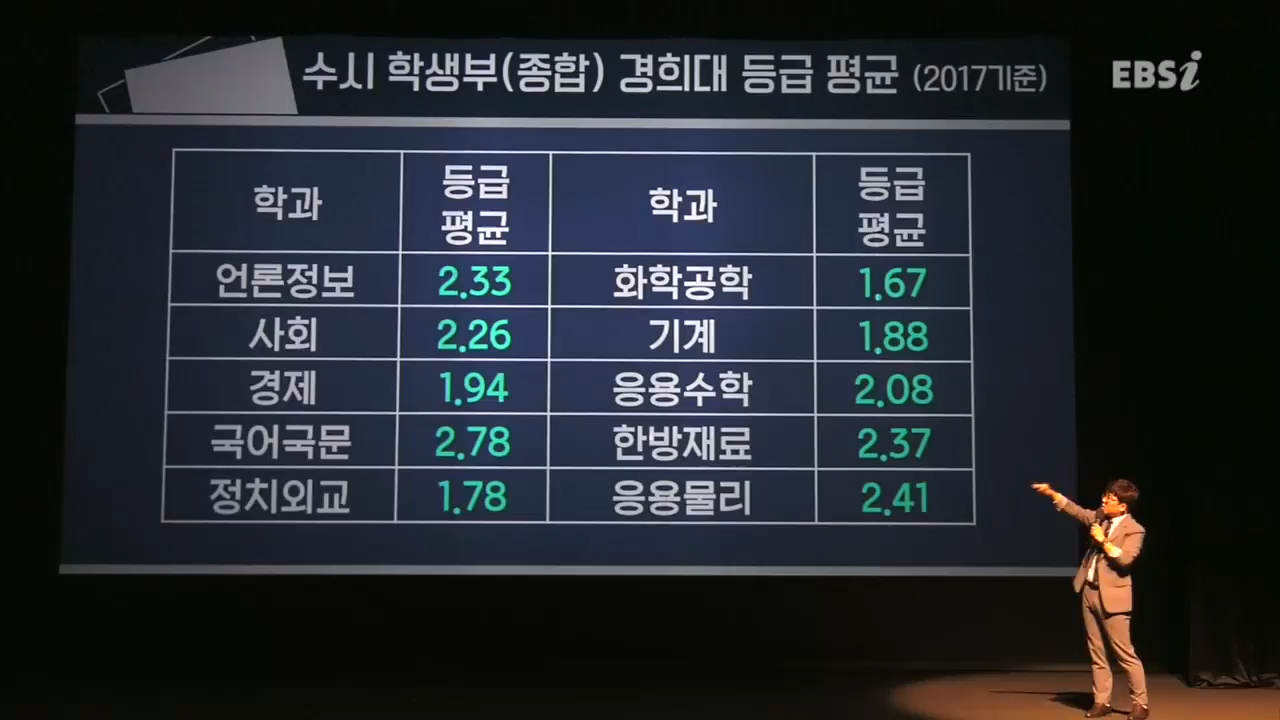 수시 학생부(종합) 경희대 등급 평균 (2017기준)
EBSi
학과 등급 평균 학과 등급 평균
언론정보 2.33 화학공학 1.67
사회 2.26 기계 1.88
경제 1.94 응용수학 2.08
국어국문 2.78 한방재료 2.37
정치외교 1.78 응용물리 2.41